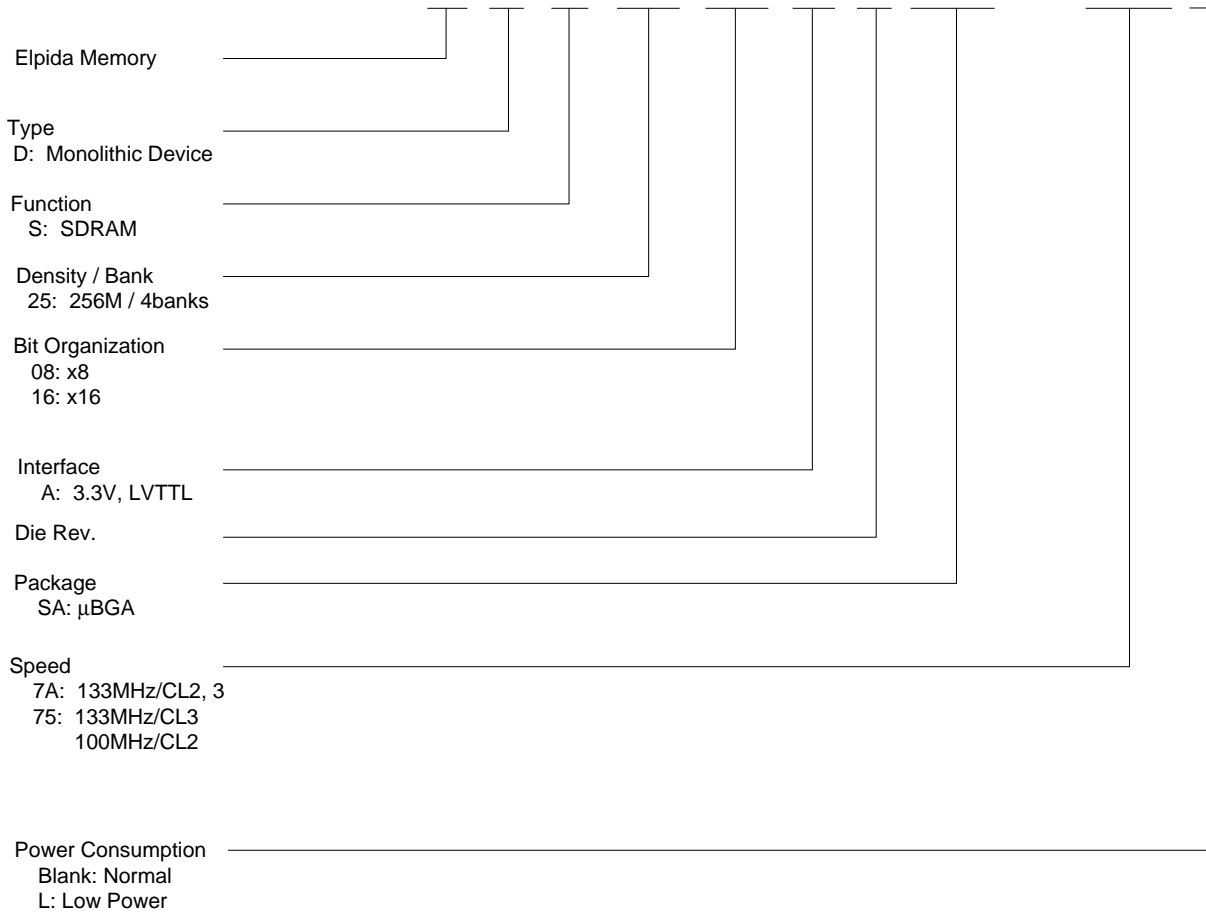 Elpida Memory
Type
D: Monolithic Device
Function
S: SDRAM
Density / Bank
25: 256M / 4banks
Bit Organization
08: x8
16: x16
Interface
A: 3.3V, LVTTL
Die Rev.
Package
SA: μBGA
Speed
7A: 133MHz/CL2, 3
75: 133MHz/CL3
100MHz/CL2
Power Consumption
Blank: Normal
L: Low Power